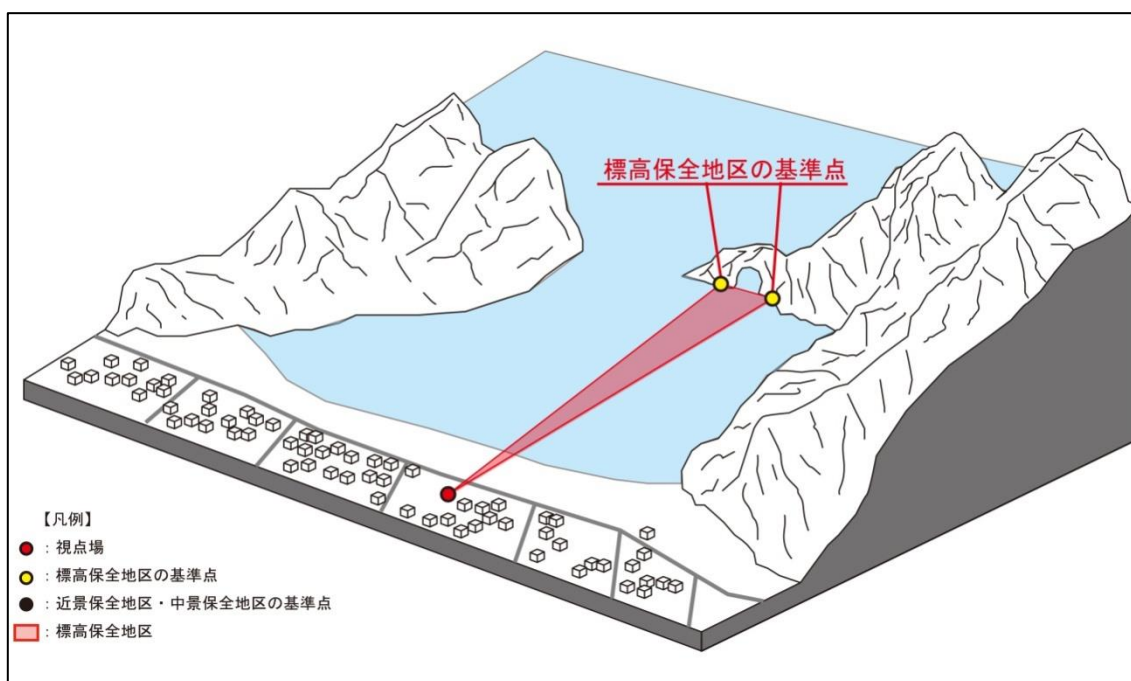 標高保全地区の基準点
【凡例】
：視点場
：標高保全地区の基準点
：近景保全地区・中景保全地区の基準点
：標高保全地区